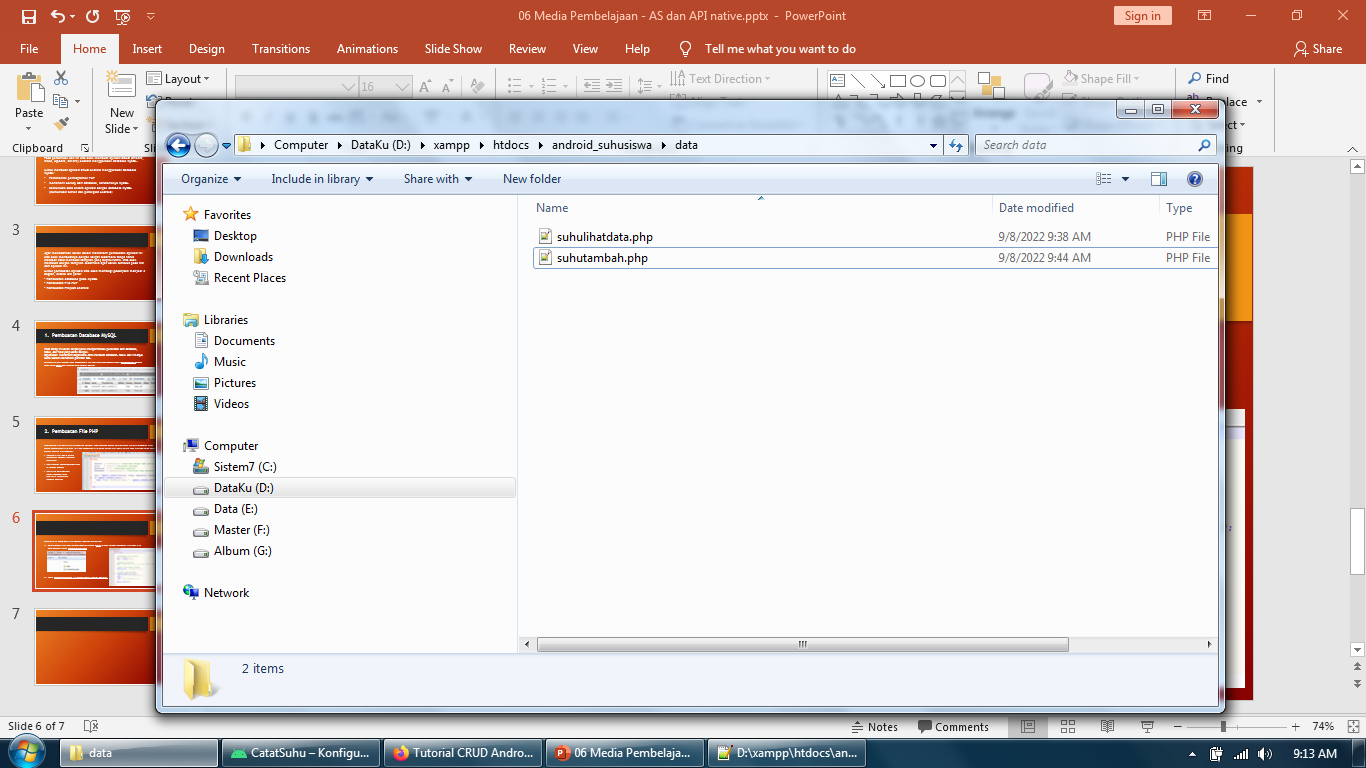 06 Media Pembelajaan - AS dan API native.pptx - PowerPoint
Sign in
File Home Insert Design Transitions Animations Slide Show Review View Help Tell me what you want to do Share
Paste
Clipboard
New
Slide
Layout
16
Text Direction
Arrange
Shape Fill
Find
Replace
Computer DataKu (D:) xampp htdocs android_suhusiswa data
Search data
Organize Include in library Share with New folder
Favorites
Desktop
Downloads
Recent Places
Libraries
Documents
Music
Pictures
Videos
Computer
Sistem7 (C:)
DataKu (D:)
Data (E:)
Master (F:)
Album (G:)
Network
Name Date modified Type
suhulihatdata.php 9/8/2022 9:38 AM PHP File
suhutambah.php 9/8/2022 9:44 AM PHP File
2 items
3
4
1. Pembuatan Database MySQL
5
2. Pembuatan File PHP
6
7
Slide 6 of 7
Notes Comments 74%
data
CatatSuhu – Konfigu...
Tutorial CRUD Andro...
06 Media Pembelaja...
D:\xampp\htdocs\an...
9:13 AM